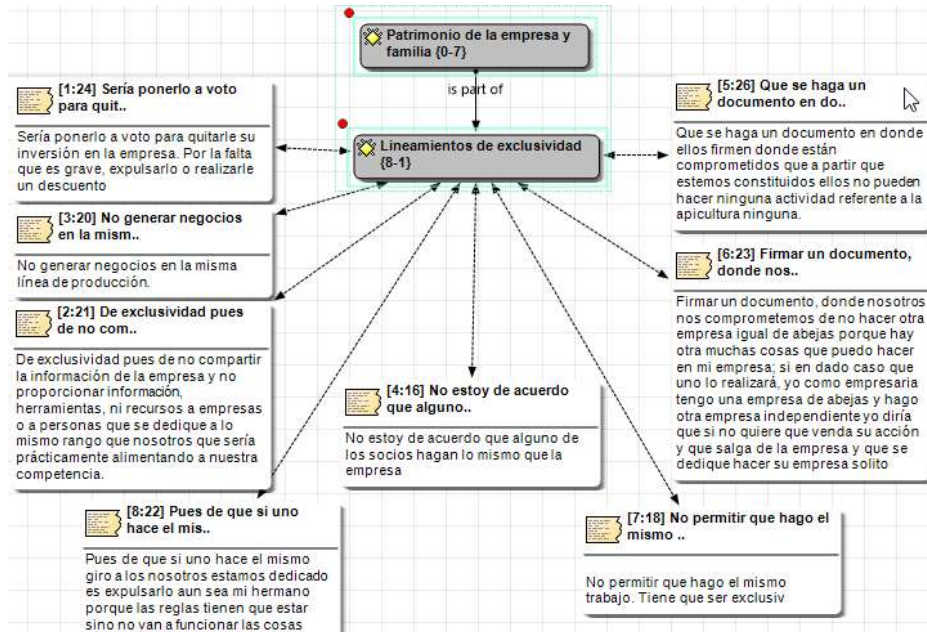 Patrimonio de la empresa y
familia {0-7}
is part of
Lineamientos de exclusividad
{8-1}
[1:24] Sería ponerlo a voto
para quit..
Sería ponerlo a voto para quitarle su
inversión en la empresa. Por la falta
que es grave, expulsarlo o realizarle
un descuento
[3:20] No generar negocios
en la mism..
No generar negocios en la misma
línea de producción.
[2:21] De exclusividad pues
de no com..
De exclusividad pues de no compartir
la información de la empresa y no
proporcionar información,
herramientas, ni recursos a empresas
o a personas que se dedique a lo
mismo rango que nosotros que sería
prácticamente alimentando a nuestra
competencia.
[8:22] Pues de que si uno
hace el mis..
Pues de que si uno hace el mismo
giro a los nosotros estamos dedicado
es expulsarlo aun sea mi hermano
porque las reglas tienen que estar
sino no van a funcionar las cosas
[4:16] No estoy de acuerdo
que alguno..
No estoy de acuerdo que alguno de
los socios hagan lo mismo que la
empresa
[5:26] Que se haga un
documento en do..
Que se haga un documento en donde
ellos firmen donde están
comprometidos que a partir que
estemos constituidos ellos no pueden
hacer ninguna actividad referente a la
apicultura ninguna.
[6:23] Firmar un documento,
donde nos..
Firmar un documento, donde nosotros
nos comprometemos de no hacer otra
empresa igual de abejas porque hay
otra muchas cosas que puedo hacer
en mi empresa; si en dado caso que
uno lo realizará, yo como empresaria
tengo una empresa de abejas y hago
otra empresa independiente yo diría
que si no quiere que venda su acción
y que salga de la empresa y que se
dedique hacer su empresa solito
[7:18] No permitir que hago el
mismo ..
No permitir que hago el mismo
trabajo. Tiene que ser exclusiv